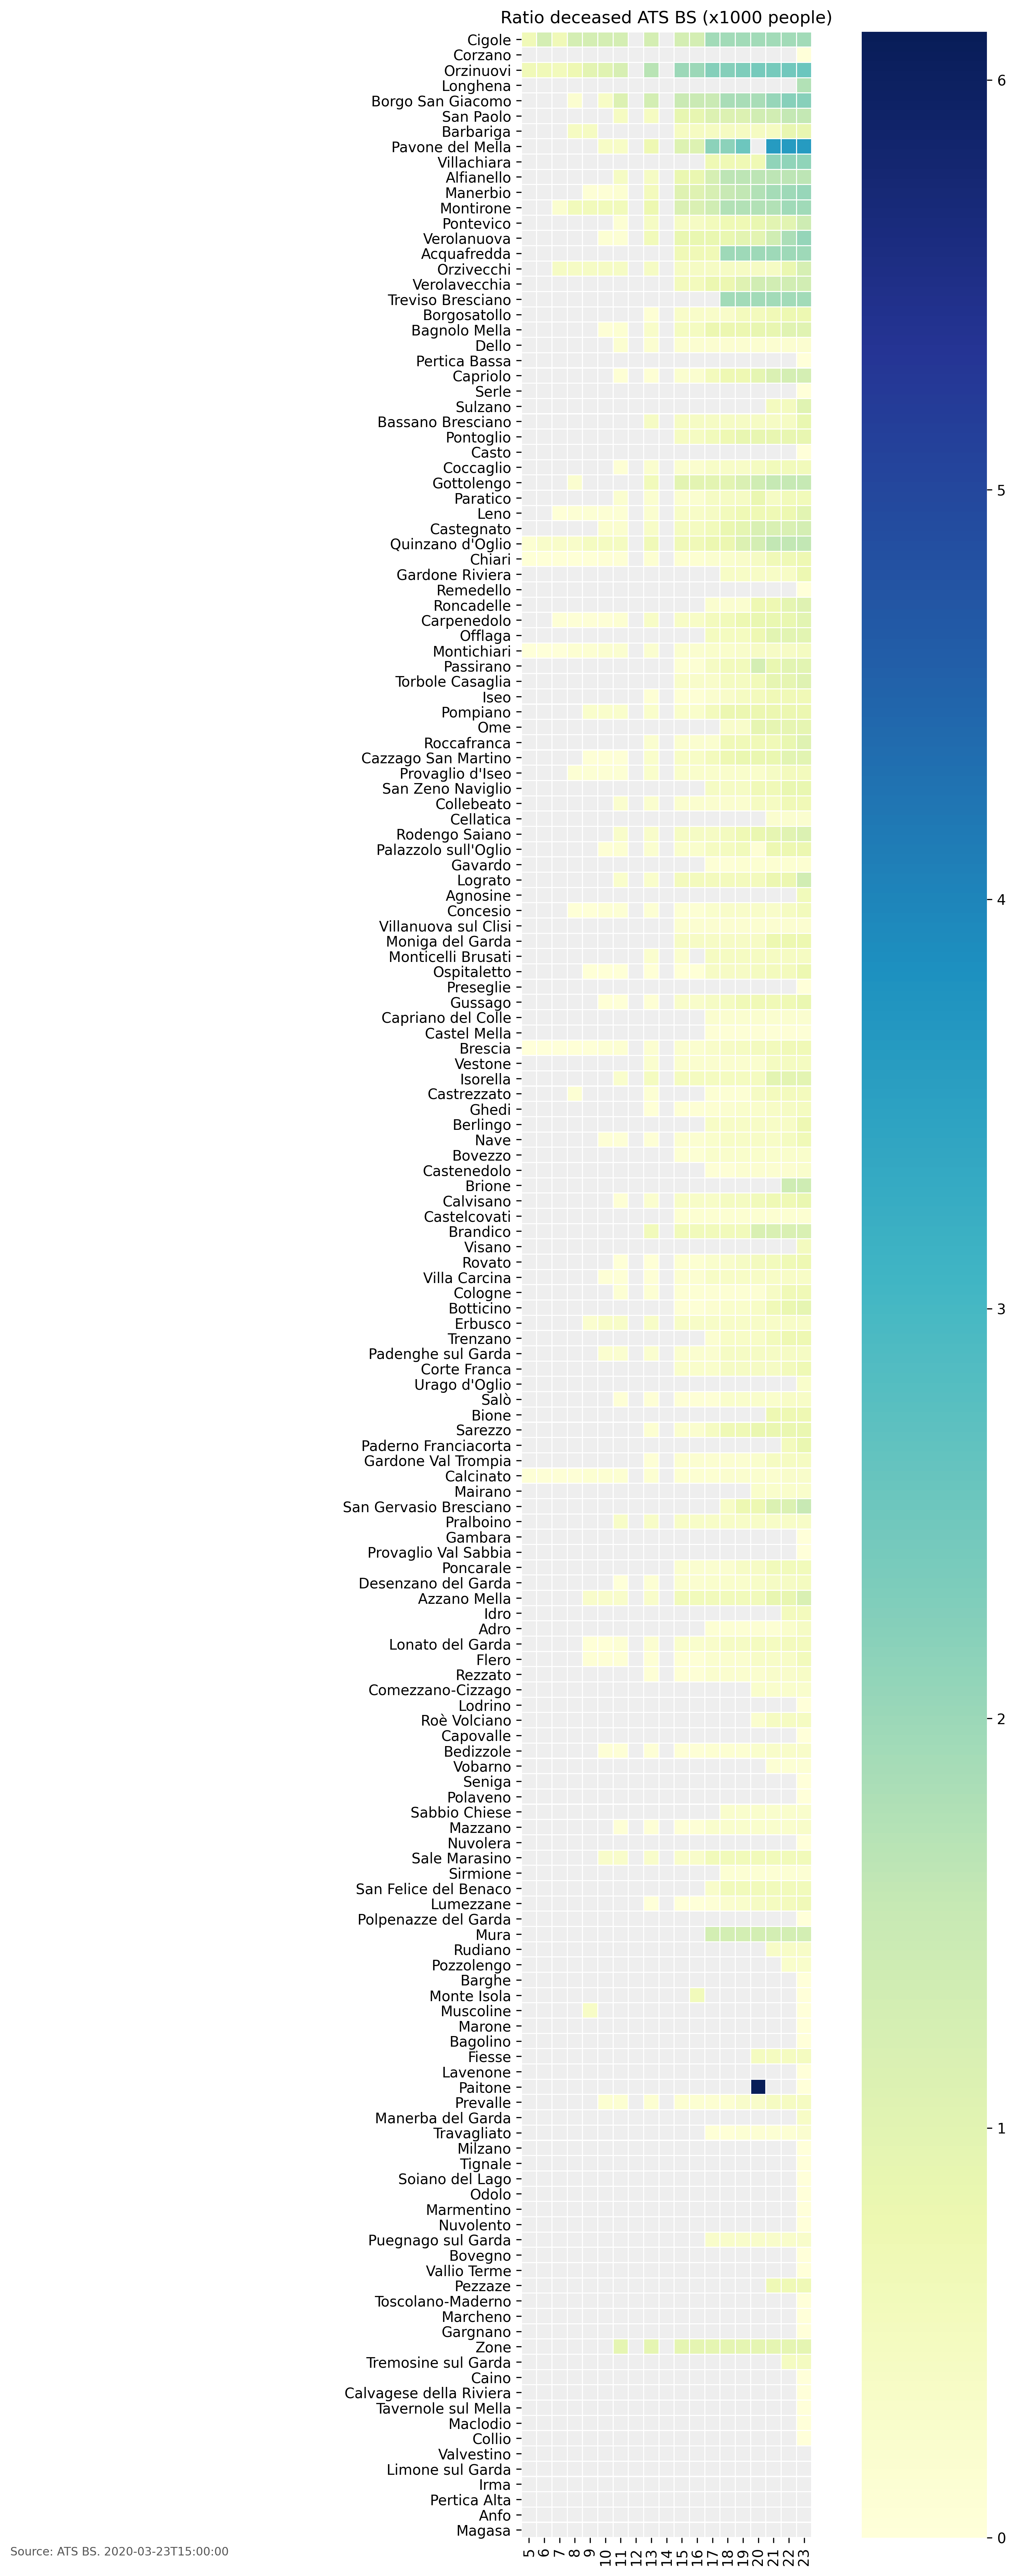 Ratio deceased ATS BS (x1000 people)
Cigole
Corzano
Orzinuovi
Longhena
Borgo San Giacomo
San Paolo
Barbariga
Pavone del Mella
Villachiara
Alfianello
Manerbio
Montirone
Pontevico
Verolanuova
Acquafredda
Orzivecchi
Verolavecchia
Treviso Bresciano
Borgosatollo
Bagnolo Mella
Dello
Pertica Bassa
Capriolo
Serle
Sulzano
Bassano Bresciano
Pontoglio
Casto
Coccaglio
Gottolengo
Paratico
Leno
Castegnato
Quinzano d'Oglio
Chiari
Gardone Riviera
Remedello
Roncadelle
Carpenedolo
Offlaga
Montichiari
Passirano
Torbole Casaglia
Iseo
Pompiano
Ome
Roccafranca
Cazzago San Martino
Provaglio d'Iseo
San Zeno Naviglio
Collebeato
Cellatica
Rodengo Saiano
Palazzolo sull'Oglio
Gavardo
Lograto
Agnosine
Concesio
Villanuova sul Clisi
Moniga del Garda
Monticelli Brusati
Ospitaletto
Preseglie
Gussago
Capriano del Colle
Castel Mella
Brescia
Vestone
Isorella
Castrezzato
Ghedi
Berlingo
Nave
Bovezzo
Castenedolo
Brione
Calvisano
Castelcovati
Brandico
Visano
Rovato
Villa Carcina
Cologne
Botticino
Erbusco
Trenzano
Padenghe sul Garda
Corte Franca
Urago d'Oglio
Salò
Bione
Sarezzo
Paderno Franciacorta
Gardone Val Trompia
Calcinato
Mairano
San Gervasio Bresciano
Pralboino
Gambara
Provaglio Val Sabbia
Poncarale
Desenzano del Garda
Azzano Mella
Idro
Adro
Lonato del Garda
Flero
Rezzato
Comezzano-Cizzago
Lodrino
Roè Volciano
Capovalle
Bedizzole
Vobarno
Seniga
Polaveno
Sabbio Chiese
Mazzano
Nuvolera
Sale Marasino
Sirmione
San Felice del Benaco
Lumezzane
Polpenazze del Garda
Mura
Rudiano
Pozzolengo
Barghe
Monte Isola
Muscoline
Marone
Bagolino
Fiesse
Lavenone
Paitone
Prevalle
Manerba del Garda
Travagliato
Milzano
Tignale
Soiano del Lago
Odolo
Marmentino
Nuvolento
Puegnago sul Garda
Bovegno
Vallio Terme
Pezzaze
Toscolano-Maderno
Marcheno
Gargnano
Zone
Tremosine sul Garda
Caino
Calvagese della Riviera
Tavernole sul Mella
Maclodio
Collio
Valvestino
Limone sul Garda
Irma
Pertica Alta
Anfo
Magasa
5 6 7 8 9 10 11 12 13 14 15 16 17 18 19 20 21 22 23
6
5
4
3
2
1
0
Source: ATS BS. 2020-03-23T15:00:00